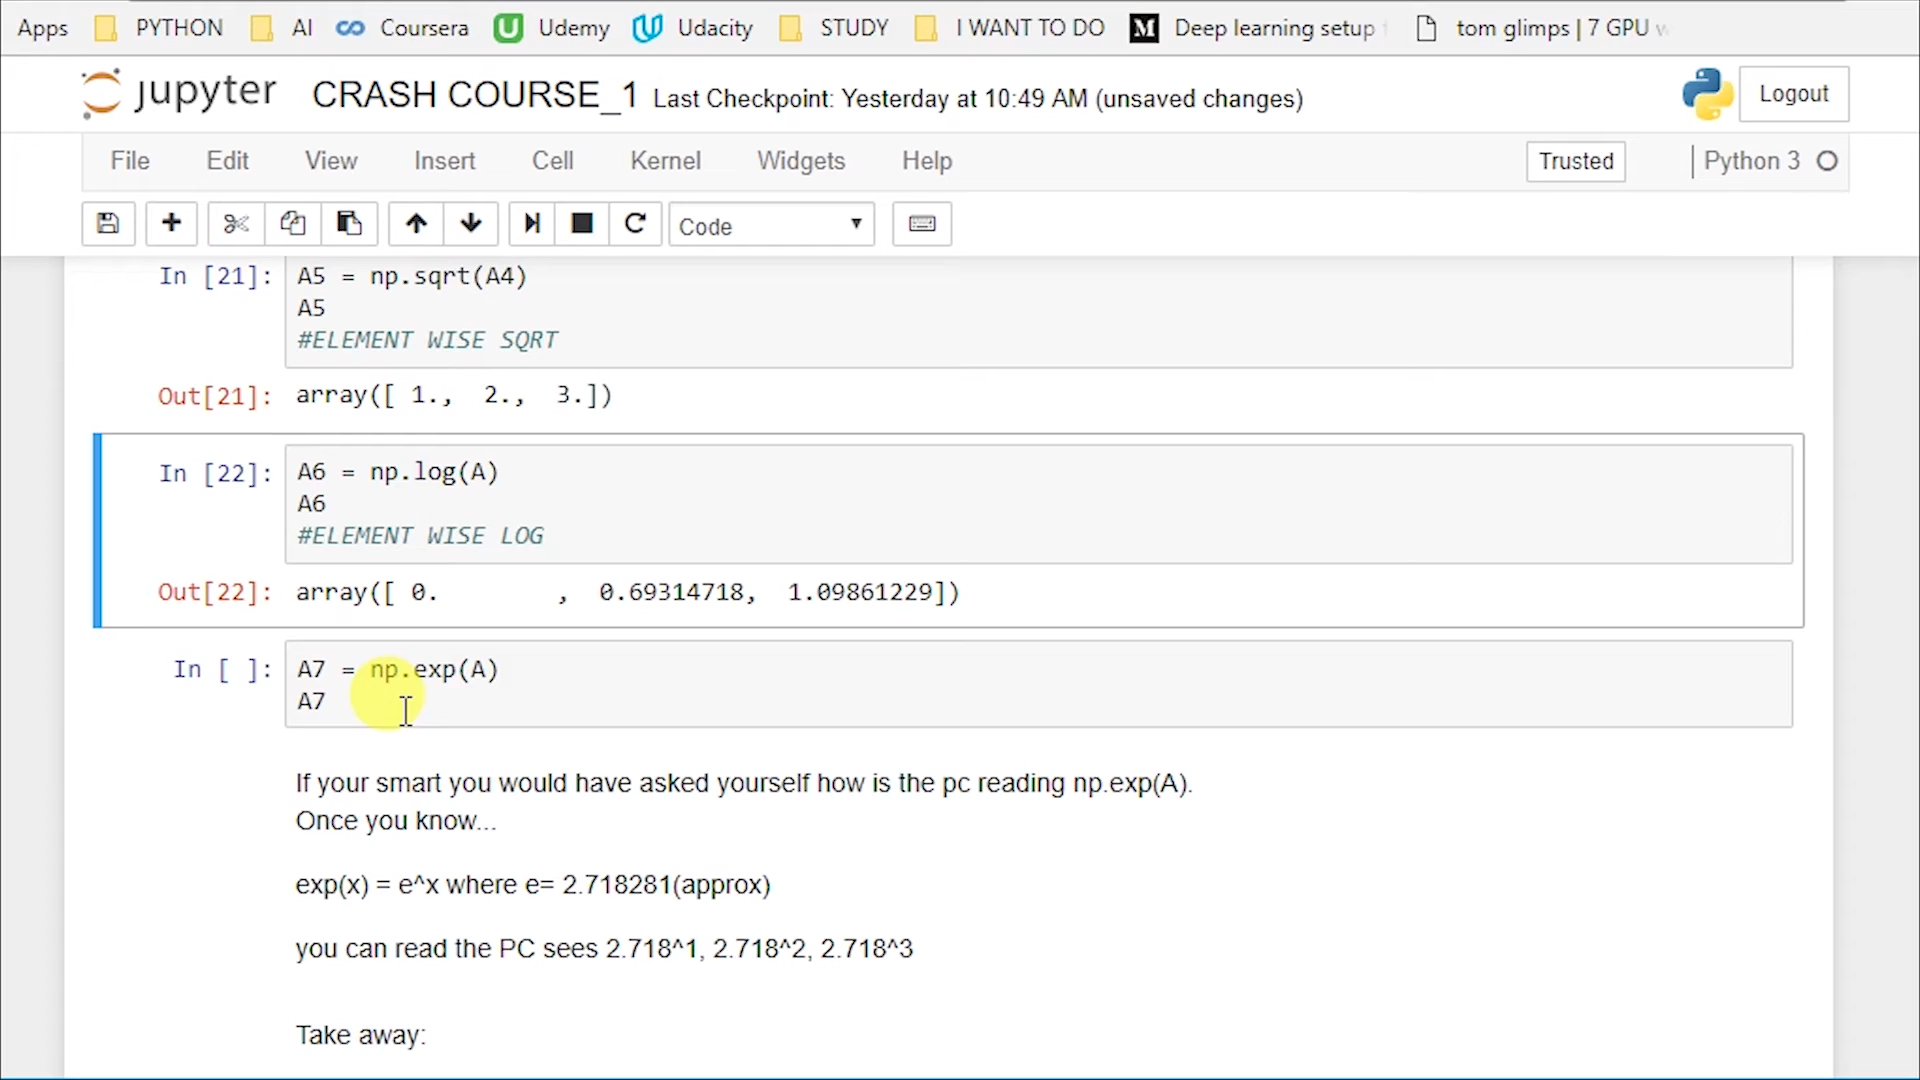 Apps PYTHON AI Coursera Udemy Udacity STUDY I WANT TO DO M Deep learning setup tom glimps | 7 GPU
jupyter CRASH COURSE_1 Last Checkpoint: Yesterday at 10:49 AM (unsaved changes) Logout
File Edit View Insert Cell Kernel Widgets Help Trusted Python 3
Code
In [21]: A5 = np.sqrt(A4)
A5
#ELEMENT WISE SQRT
Out[21]: array([ 1., 2., 3.])
In [22]: A6 = np.log(A)
A6
#ELEMENT WISE LOG
Out[22]: array([ 0. , 0.69314718, 1.09861229])
In [ ]: A7 = np.exp(A)
A7
If your smart you would have asked yourself how is the pc reading np.exp(A).
Once you know...
exp(x) = e^x where e= 2.718281(approx)
you can read the PC sees 2.718^1, 2.718^2, 2.718^3
Take away: